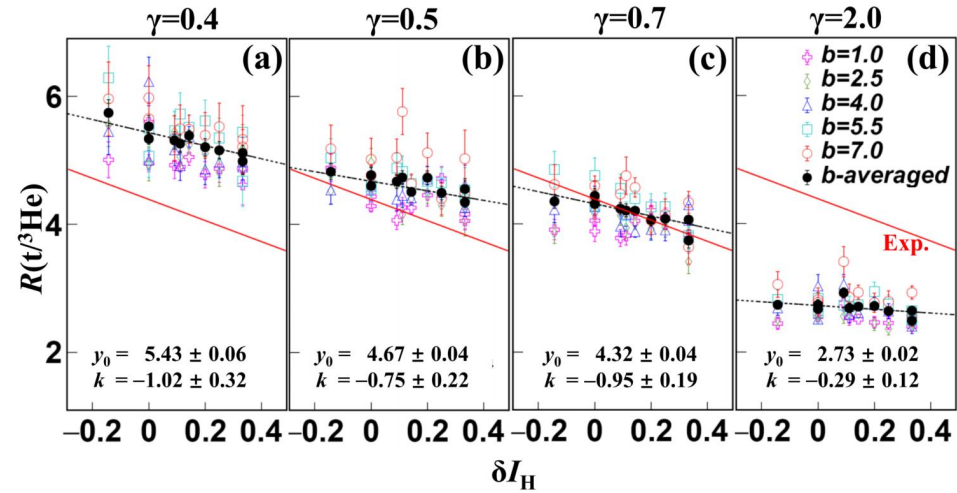 γ=0.4 γ=0.5 γ=0.7 γ=2.0
(a) (b) (c) (d)
b=1.0
b=2.5
b=4.0
b=5.5
b=7.0
b-averaged
Exp.
R(t/³He)
6
4
2
y₀ = 5.43 ± 0.06
k = −1.02 ± 0.32
y₀ = 4.67 ± 0.04
k = −0.75 ± 0.22
y₀ = 4.32 ± 0.04
k = −0.95 ± 0.19
y₀ = 2.73 ± 0.02
k = −0.29 ± 0.12
−0.2 0 0.2 0.4 −0.2 0 0.2 0.4 −0.2 0 0.2 0.4 −0.2 0 0.2 0.4
δI_H